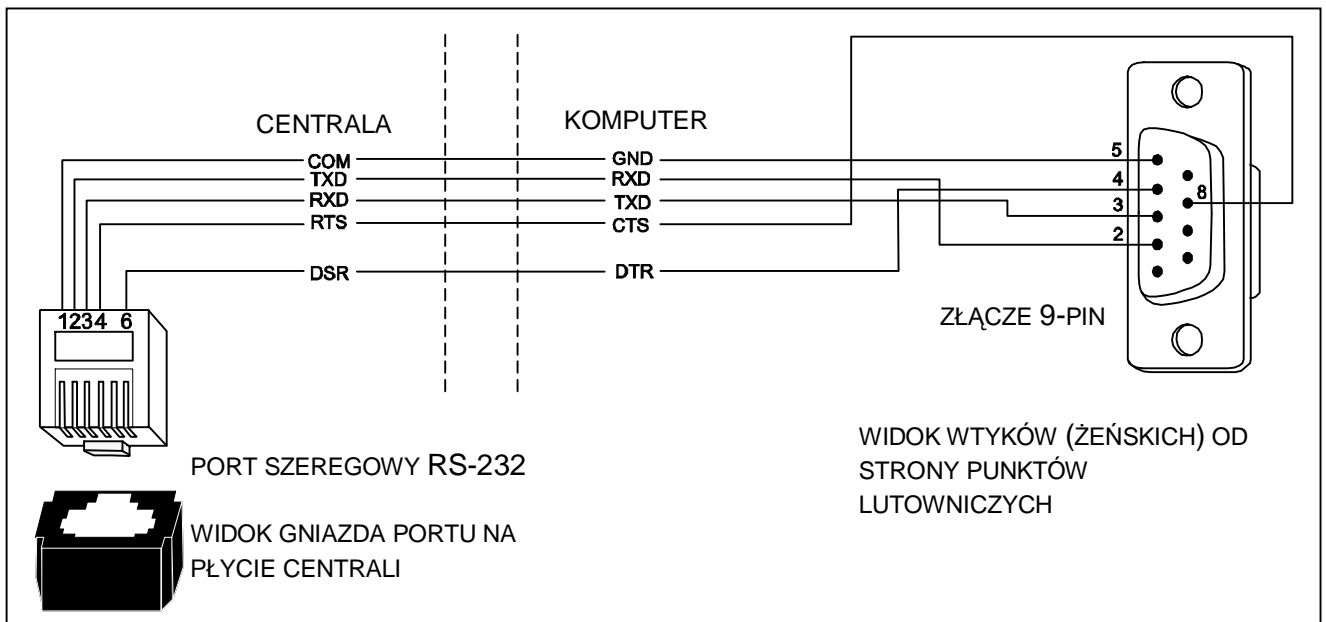 CENTRALA
KOMPUTER
COM
GND
TXD
RXD
RXD
TXD
RTS
CTS
DSR
DTR
5
4
3
2
8
1234 6
ZŁĄCZE 9-PIN
PORT SZEREGOWY RS-232
WIDOK GNIAZDA PORTU NA
PŁYCIE CENTRALI
WIDOK WTYKÓW (ŻEŃSKICH) OD
STRONY PUNKTÓW
LUTOWNICZYCH